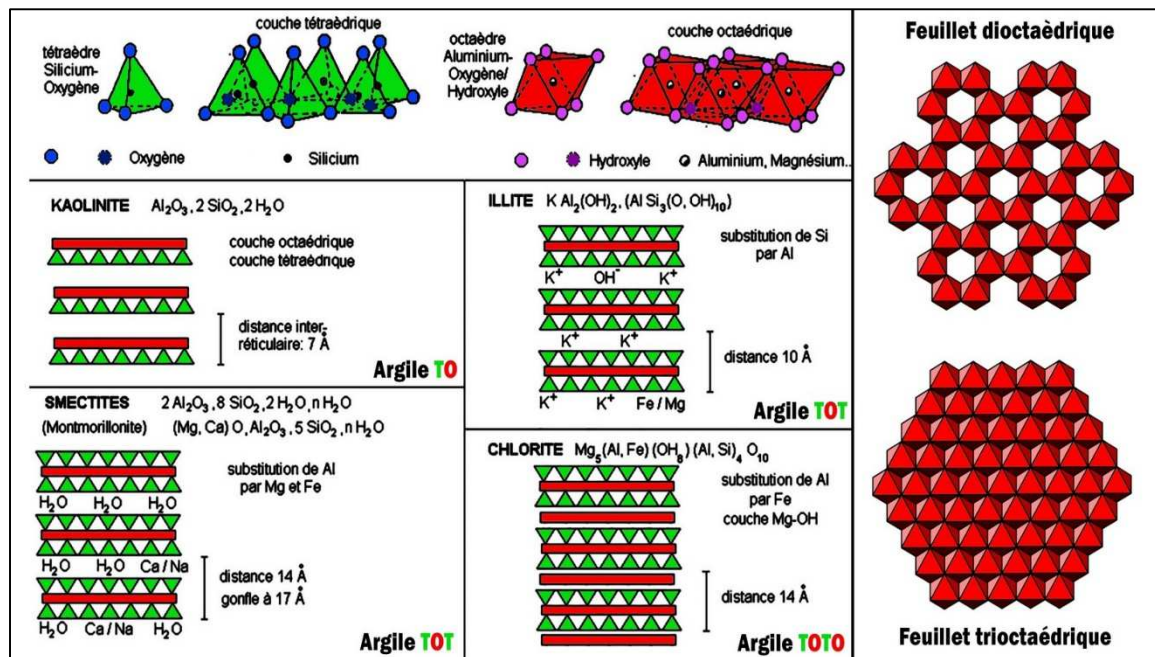 couche tétraèdrique
tétraèdre
Silicium-
Oxygène
Oxygène
Silicium
couche octaédrique
octaèdre
Aluminium-
Oxygène/
Hydroxyle
Hydroxyle
Aluminium, Magnésium..
KAOLINITE Al₂O₃,2 SiO₂,2 H₂O
couche octaédrique
couche tétraédrique
distance inter-
réticulaire: 7 Å
Argile TO
ILLITE K Al₂(OH)₂, (Al Si₃(O, OH)₁₀)
substitution de Si
par Al
K⁺ OH⁻ K⁺
K⁺ K⁺
distance 10 Å
K⁺ K⁺ Fe / Mg
Argile TOT
SMECTITES 2 Al₂O₃,8 SiO₂,2 H₂O,n H₂O
(Montmorillonite) (Mg, Ca) O,Al₂O₃,5 SiO₂,n H₂O
substitution de Al
par Mg et Fe
H₂O H₂O H₂O
H₂O H₂O Ca / Na
distance 14 Å
gonfle à 17 Å
H₂O Ca / Na H₂O
Argile TOT
CHLORITE Mg₅(Al, Fe) (OH₈) (Al, Si)₄ O₁₀
substitution de Al
par Fe
couche Mg-OH
distance 14 Å
Argile TOTO
Feuillet dioctaèdrique
Feuillet trioctaédrique